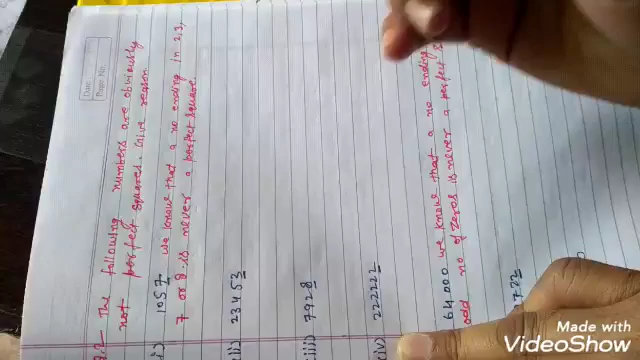 Q.2 The following numbers are obviously
not perfect squares. Give reason
i) 1057 we know that a no ending in 2, 3,
7 or 8 is never a perfect square.
ii) 23453
iii) 7928
iv) 222222
64000 we know that a no ending
odd no of zeros is never a perfect s
722
Date
Page No.
Made with
VideoShow